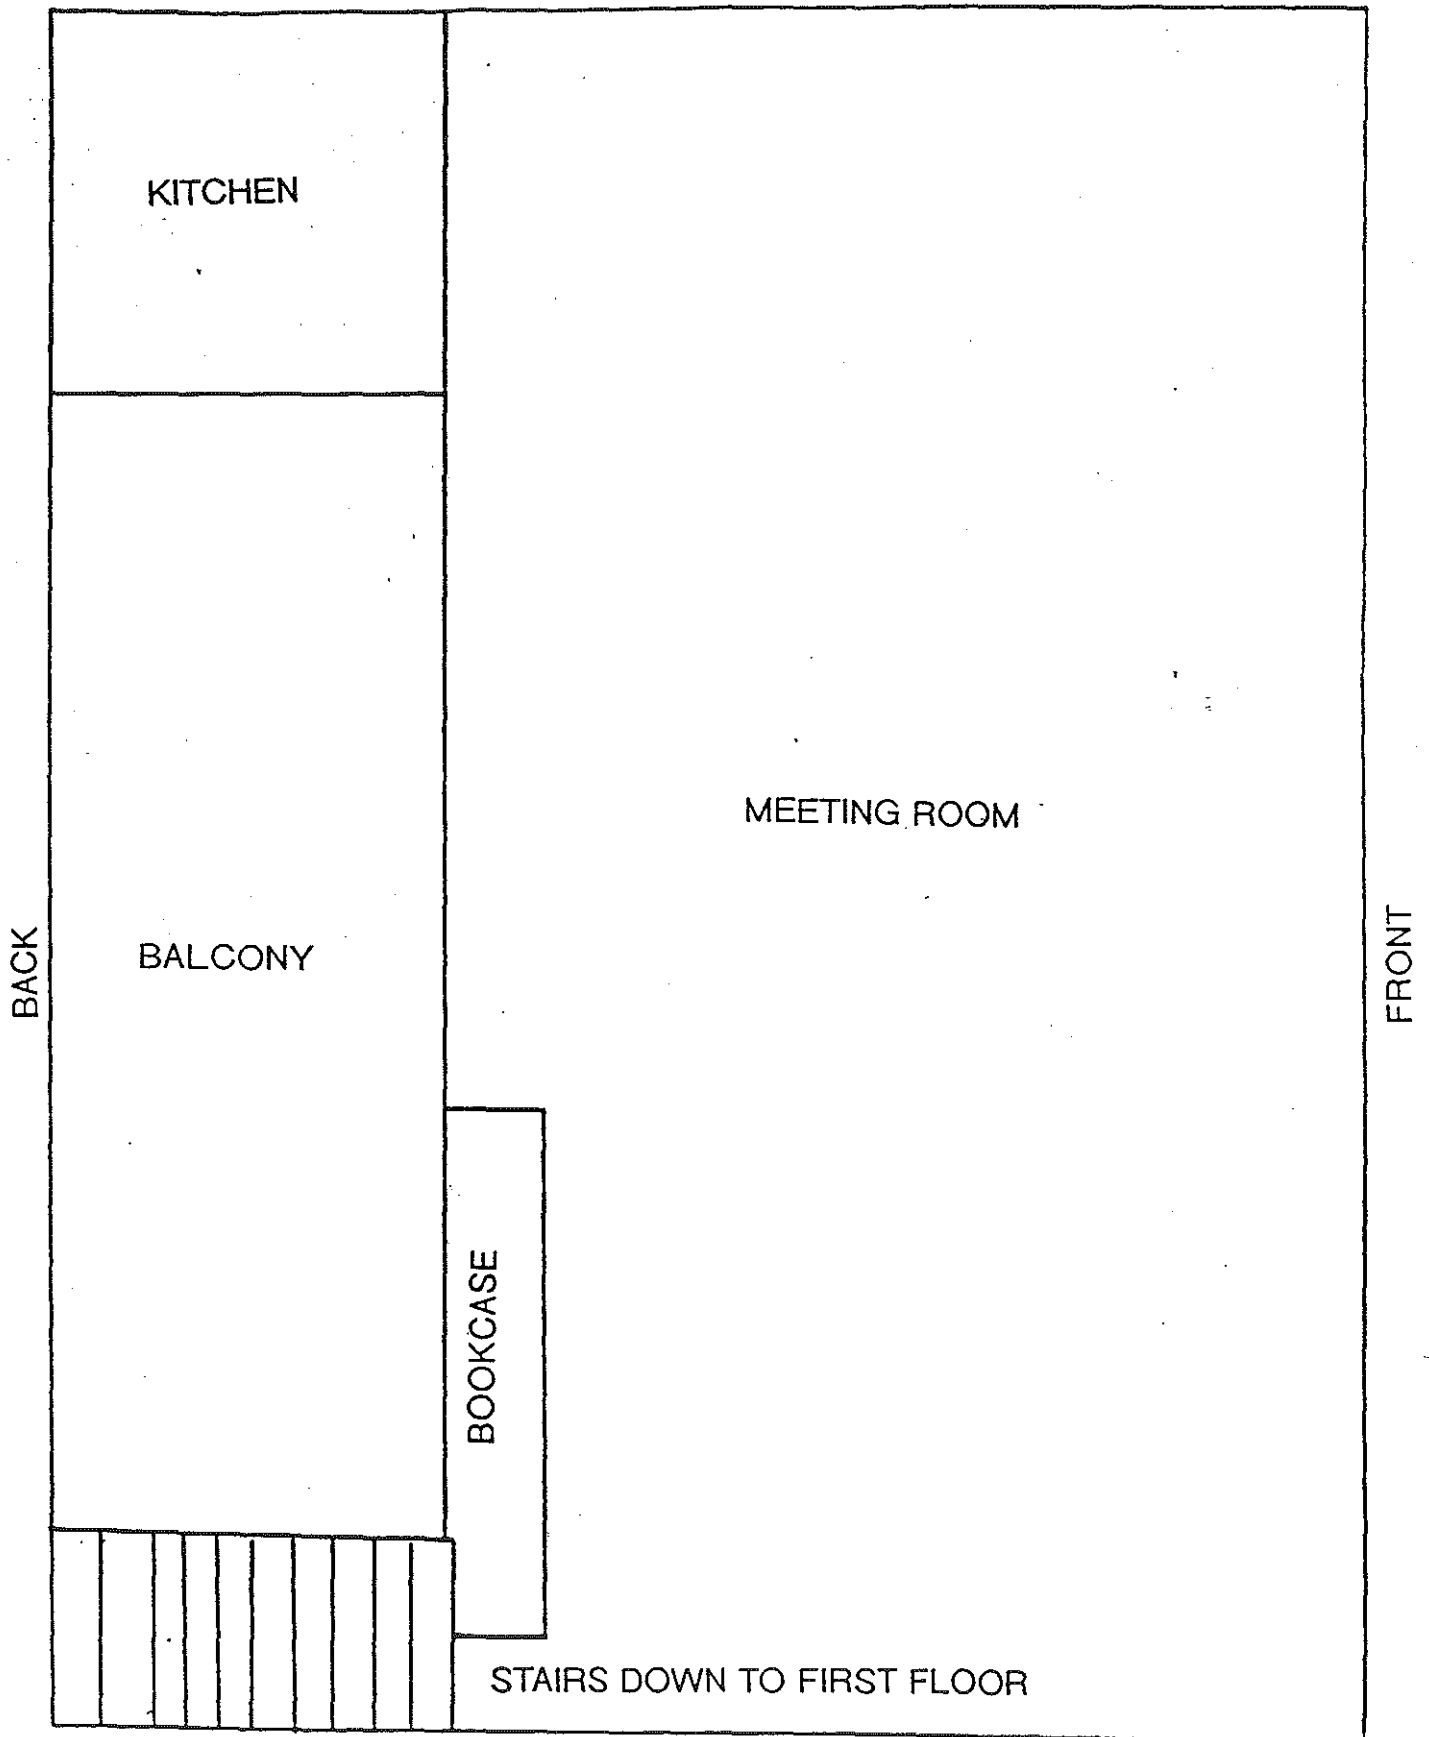 KITCHEN
MEETING ROOM
BACK
BALCONY
FRONT
BOOKCASE
STAIRS DOWN TO FIRST FLOOR